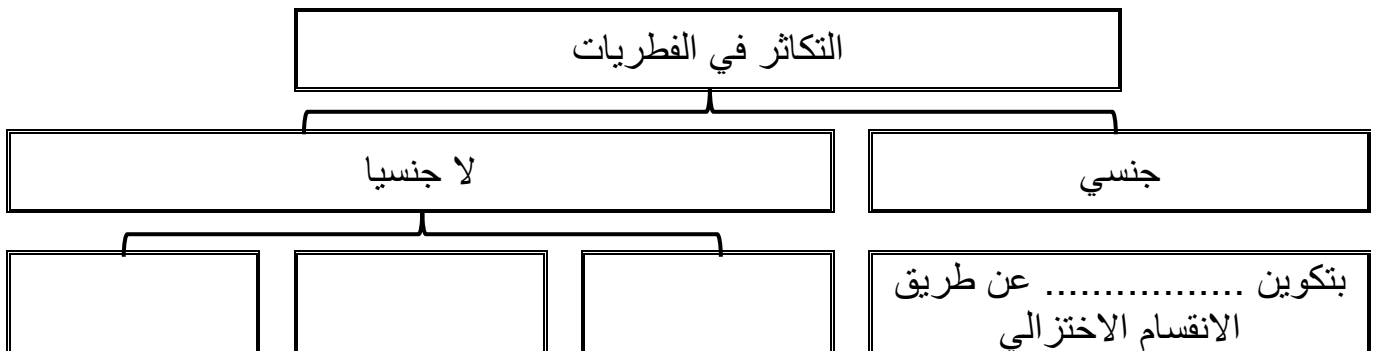 التكاثر في الفطريات
جنسي
لا جنسيا
بتكوين ................. عن طريق
الانقسام الاختزالي